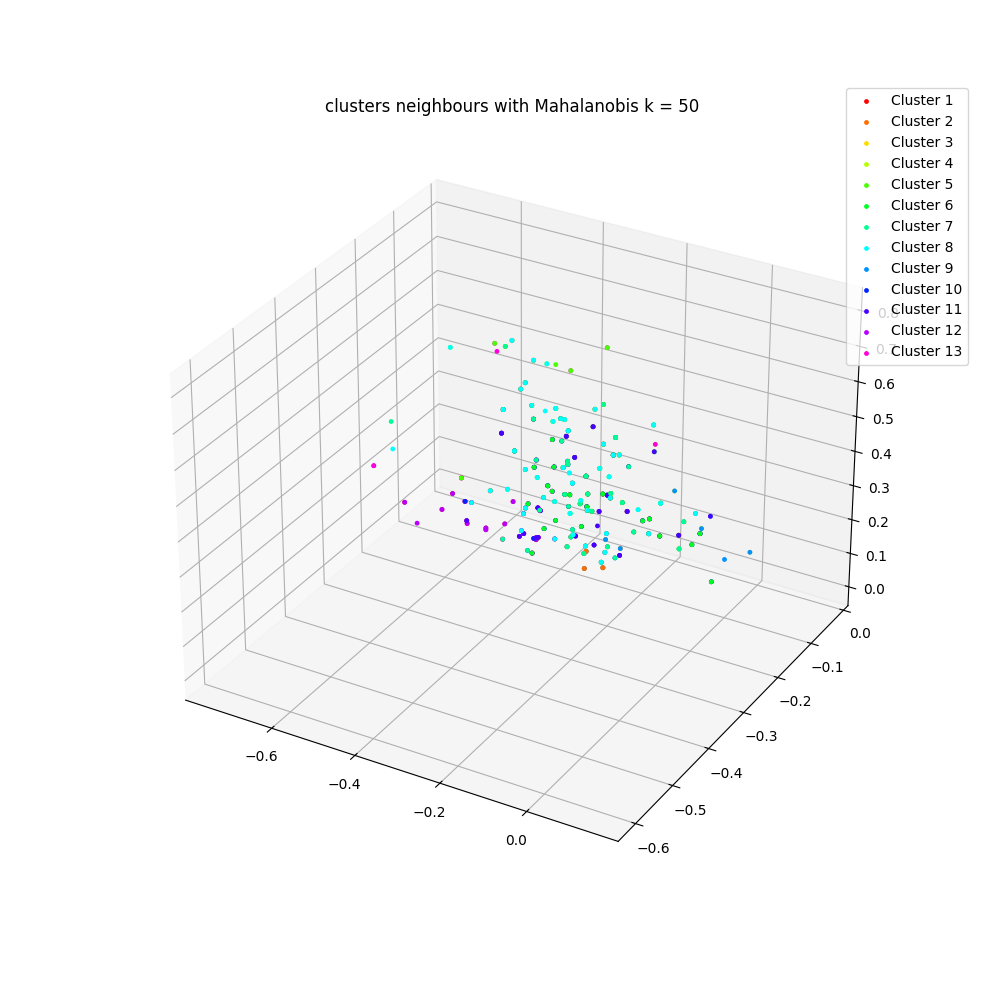 clusters neighbours with Mahalanobis k = 50
Cluster 1
Cluster 2
Cluster 3
Cluster 4
Cluster 5
Cluster 6
Cluster 7
Cluster 8
Cluster 9
Cluster 10
Cluster 11
Cluster 12
Cluster 13
0.6
0.5
0.4
0.3
0.2
0.1
0.0
0.0
−0.1
−0.2
−0.3
−0.4
−0.5
−0.6
−0.6
−0.4
−0.2
0.0